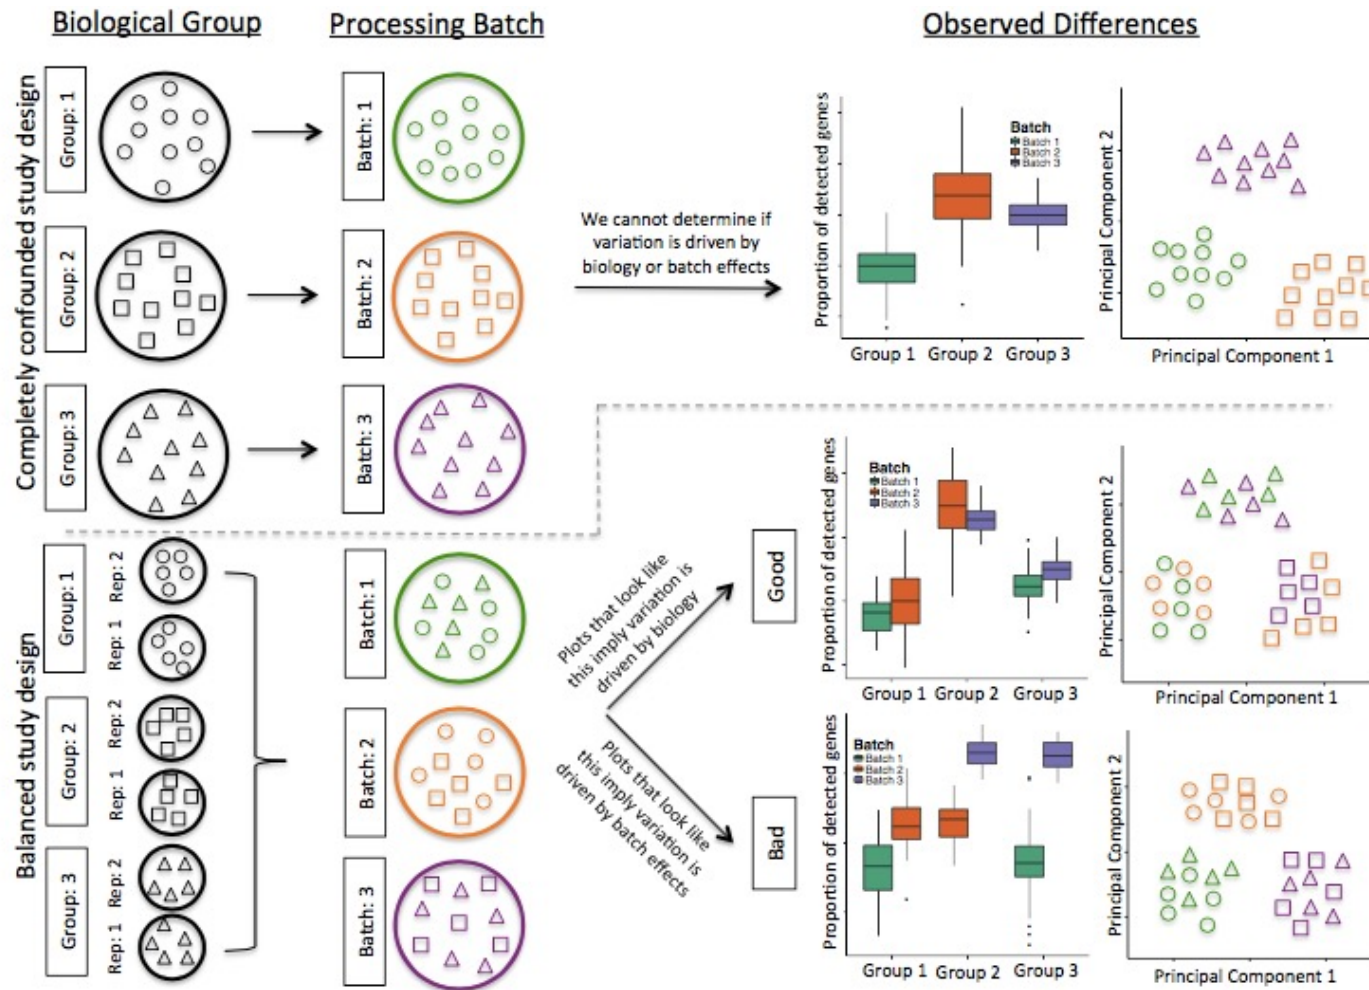 Biological Group
Processing Batch
Observed Differences
Completely confounded study design
Group: 1
Batch: 1
Group: 2
Batch: 2
Group: 3
Batch: 3
We cannot determine if
variation is driven by
biology or batch effects
Proportion of detected genes
Batch
Batch 1
Batch 2
Batch 3
Group 1
Group 2
Group 3
Principal Component 2
Principal Component 1
Balanced study design
Group: 1
Rep: 2
Rep: 1
Group: 2
Rep: 2
Rep: 1
Group: 3
Rep: 2
Rep: 1
Batch: 1
Batch: 2
Batch: 3
Plots that look like
this imply variation is
driven by biology
Good
Proportion of detected genes
Batch
Batch 1
Batch 2
Batch 3
Group 1
Group 2
Group 3
Principal Component 2
Principal Component 1
Plots that look like
this imply variation is
driven by batch effects
Bad
Proportion of detected genes
Batch
Batch 1
Batch 2
Batch 3
Group 1
Group 2
Group 3
Principal Component 2
Principal Component 1